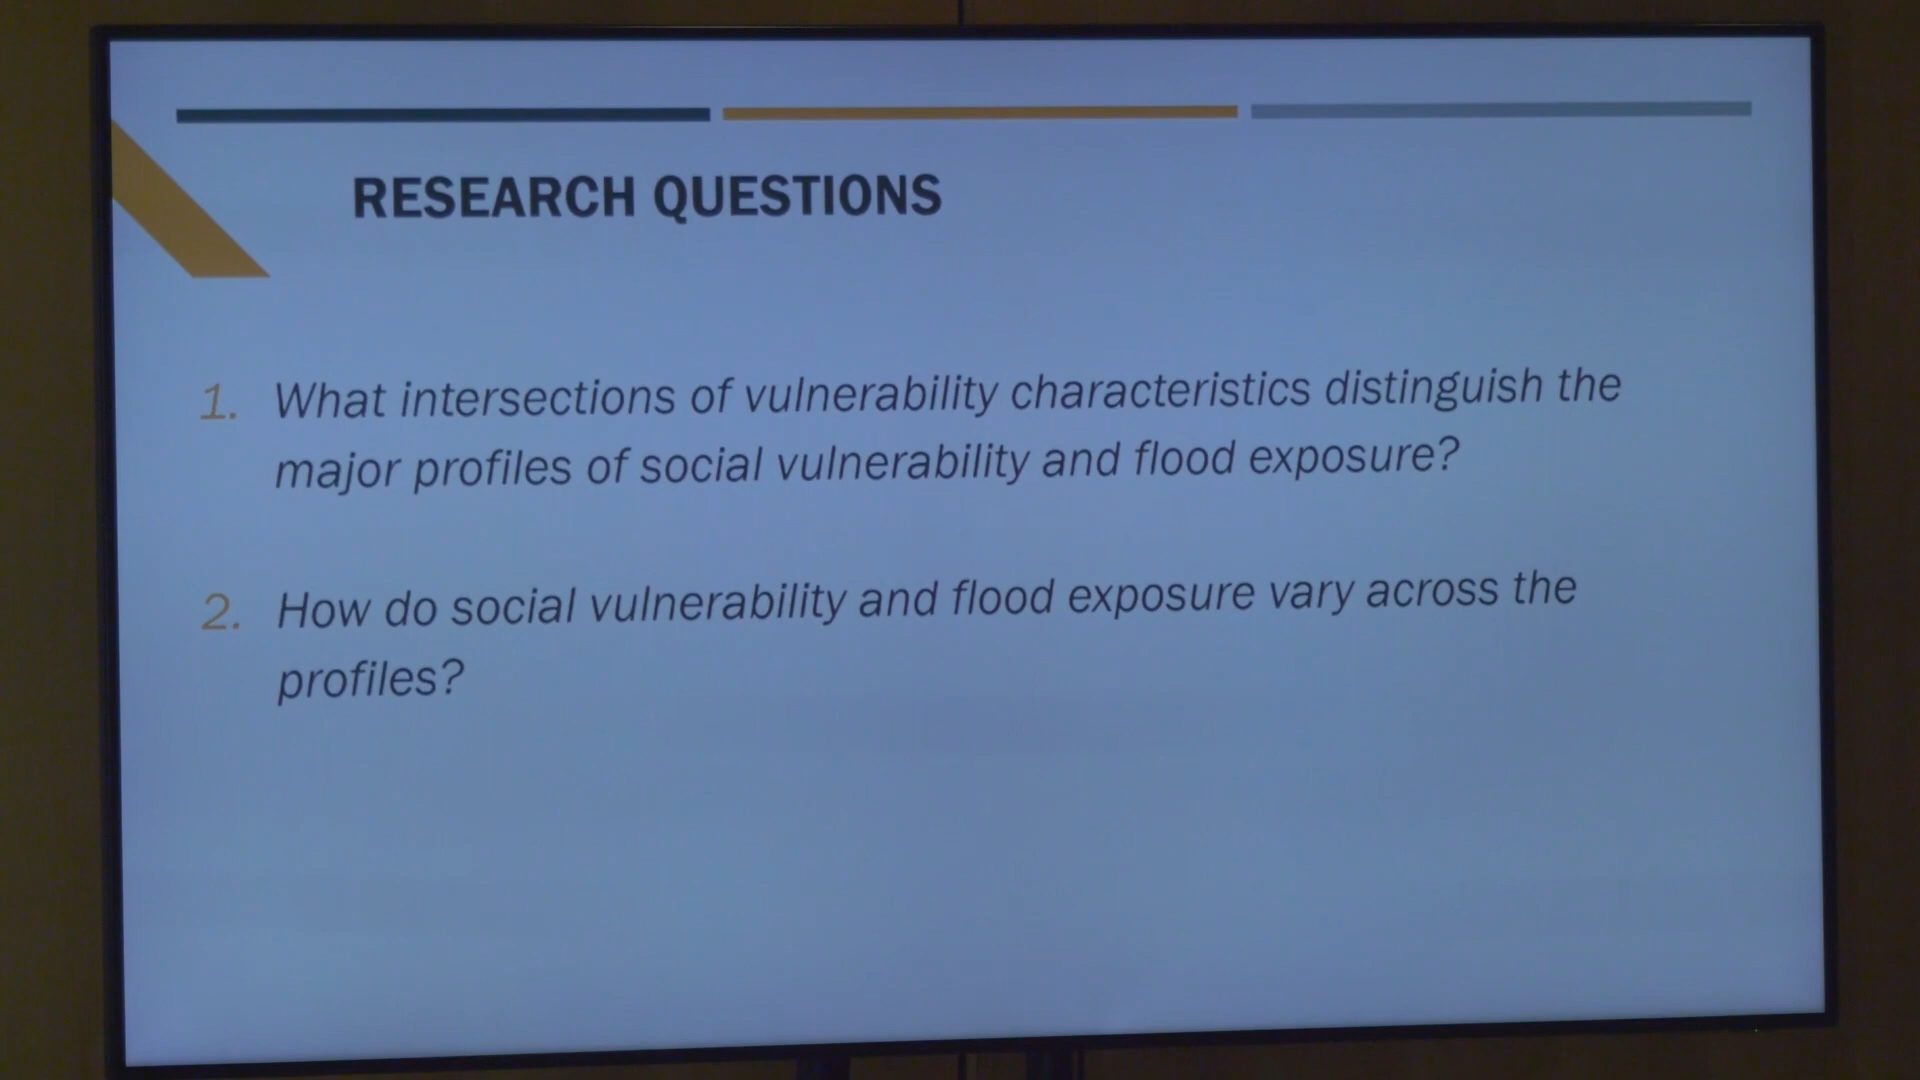 RESEARCH QUESTIONS
1. What intersections of vulnerability characteristics distinguish the
major profiles of social vulnerability and flood exposure?
2. How do social vulnerability and flood exposure vary across the
profiles?